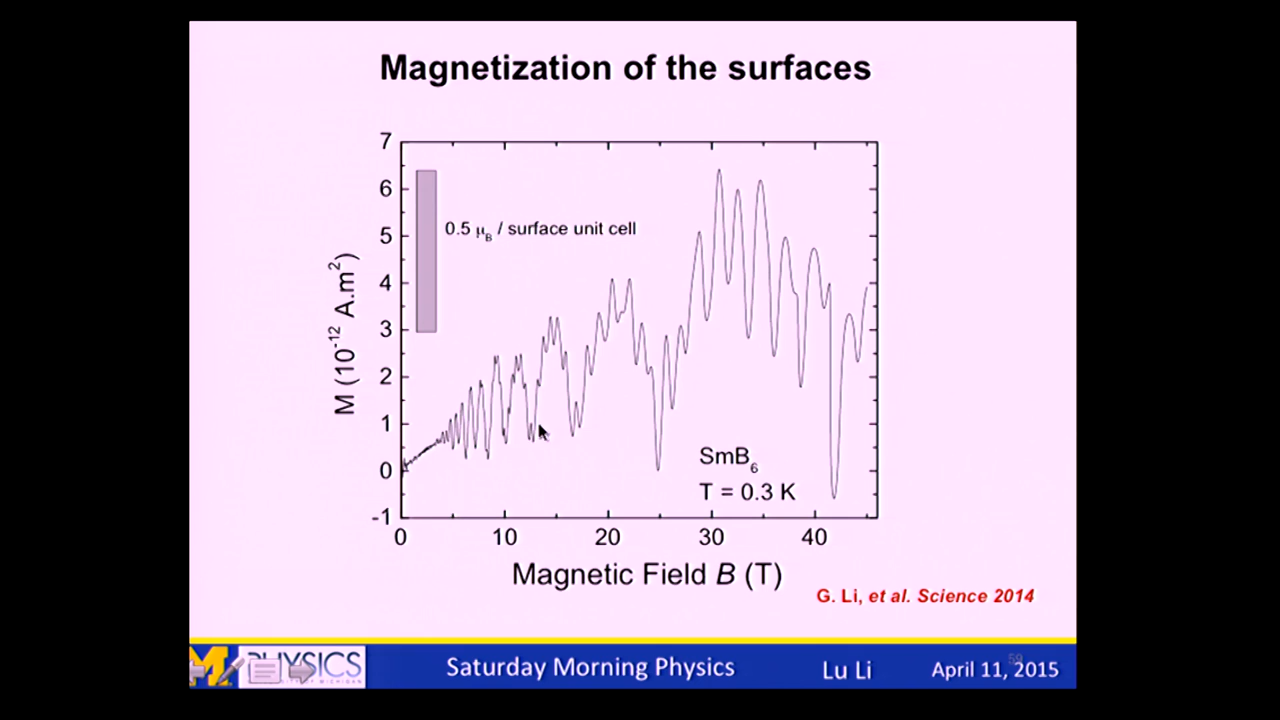 Magnetization of the surfaces
7
6
5
4
3
2
1
0
-1
M (10⁻¹² A.m²)
0.5 μB / surface unit cell
SmB₆
T = 0.3 K
0 10 20 30 40
Magnetic Field B (T)
G. Li, et al. Science 2014
M PHYSICS
Saturday Morning Physics
Lu Li
59
April 11, 2015